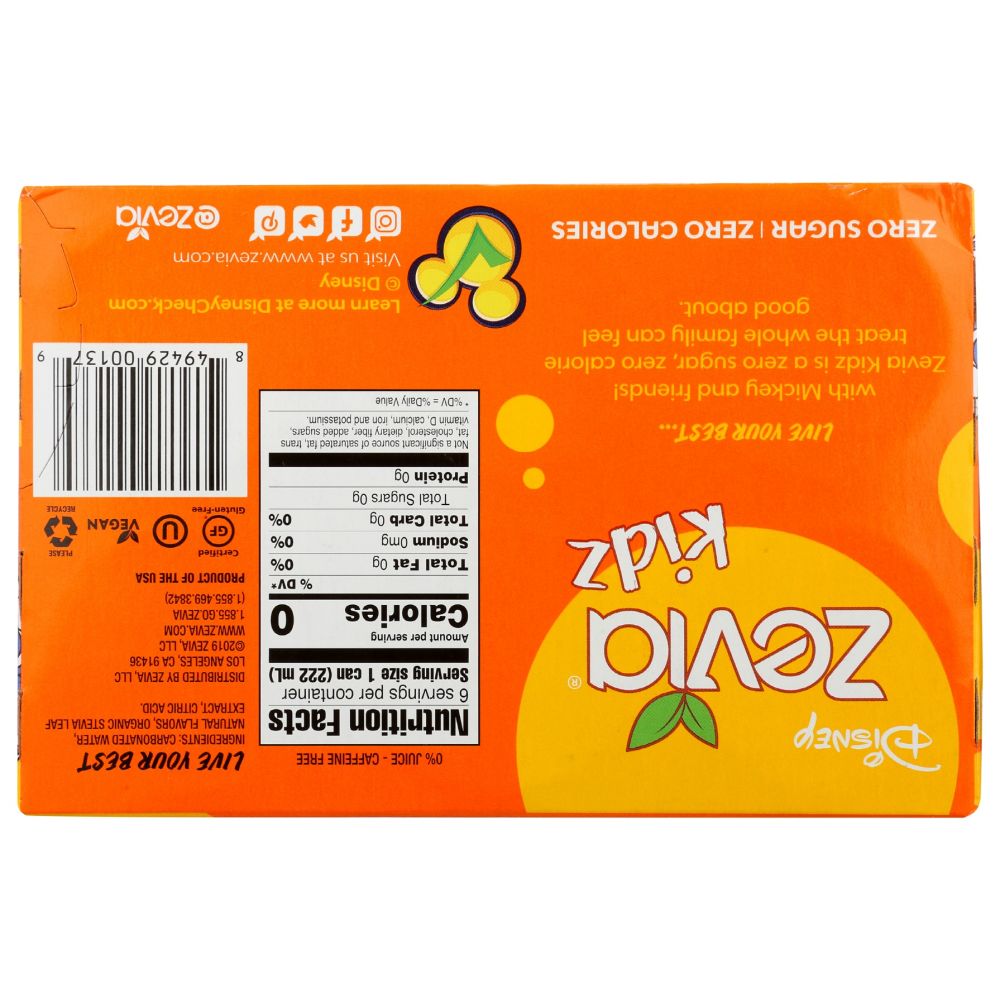 DISNEY
Zevia®
kidz
LIVE YOUR BEST...
with Mickey and friends!
Zevia Kidz is a zero sugar, zero calorie
treat the whole family can feel
good about.
ZERO SUGAR | ZERO CALORIES
0% JUICE - CAFFEINE FREE
Nutrition Facts
6 servings per container
Serving size 1 can (222 mL)
Amount per serving
Calories 0
% DV*
Total Fat 0g 0%
Sodium 0mg 0%
Total Carb 0g 0%
Total Sugars 0g
Protein 0g
Not a significant source of saturated fat, trans
fat, cholesterol, dietary fiber, added sugars,
vitamin D, calcium, iron and potassium.
* %DV = %Daily Value
LIVE YOUR BEST
INGREDIENTS: CARBONATED WATER,
NATURAL FLAVORS, ORGANIC STEVIA LEAF
EXTRACT, CITRIC ACID.
DISTRIBUTED BY ZEVIA, LLC
LOS ANGELES, CA 91436
©2019 ZEVIA, LLC
WWW.ZEVIA.COM
1.855.GO.ZEVIA
(1.855.469.3842)
PRODUCT OF THE USA
Certified
GF
Gluten-Free
U
VEGAN
PLEASE
RECYCLE
8 49429 00137 9
Learn more at DisneyCheck.com
© Disney
Visit us at www.zevia.com
@zevia